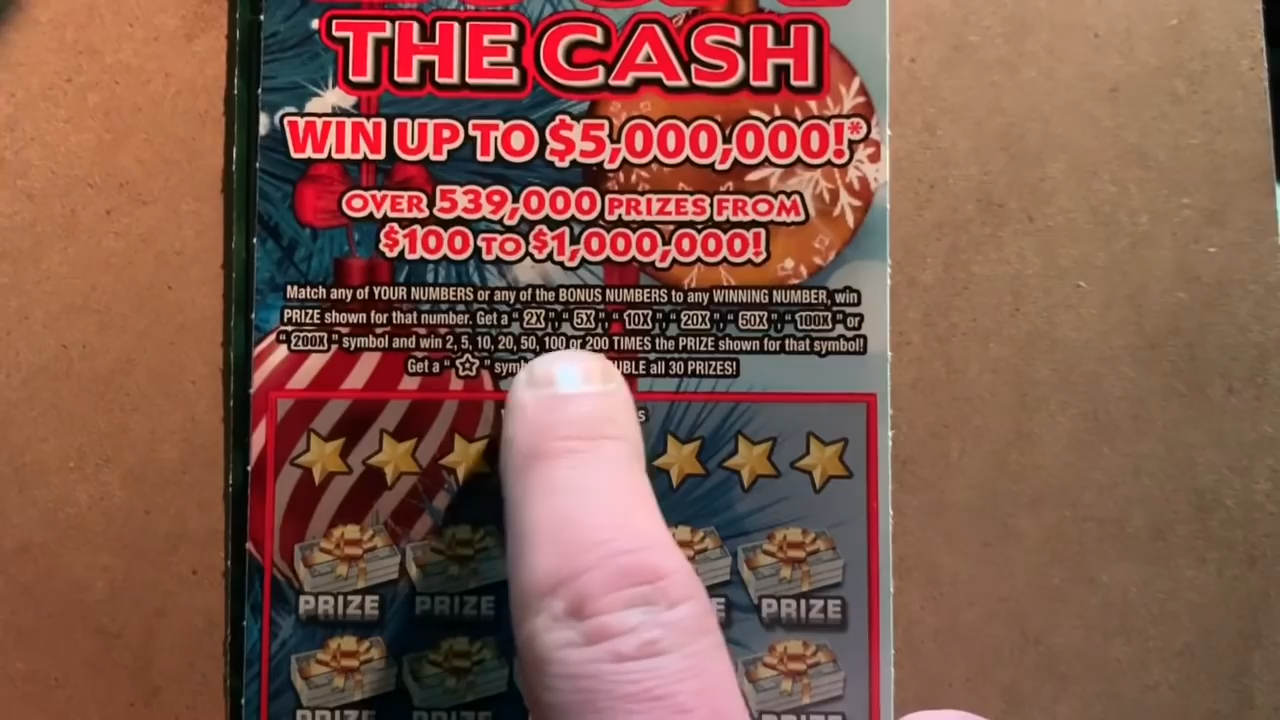 THE CASH
WIN UP TO $5,000,000!*
OVER 539,000 PRIZES FROM
$100 TO $1,000,000!
Match any of YOUR NUMBERS or any of the BONUS NUMBERS to any WINNING NUMBER, win
PRIZE shown for that number. Get a “ 2X ”, “ 5X ”, “ 10X ”, “ 20X ”, “ 50X ”, “ 100X ” or
“ 200X ” symbol and win 2, 5, 10, 20, 50, 100 or 200 TIMES the PRIZE shown for that symbol!
Get a “ ☆ ” all 30 PRIZES!
PRIZE PRIZE PRIZE
PRIZE PRIZE PRIZE